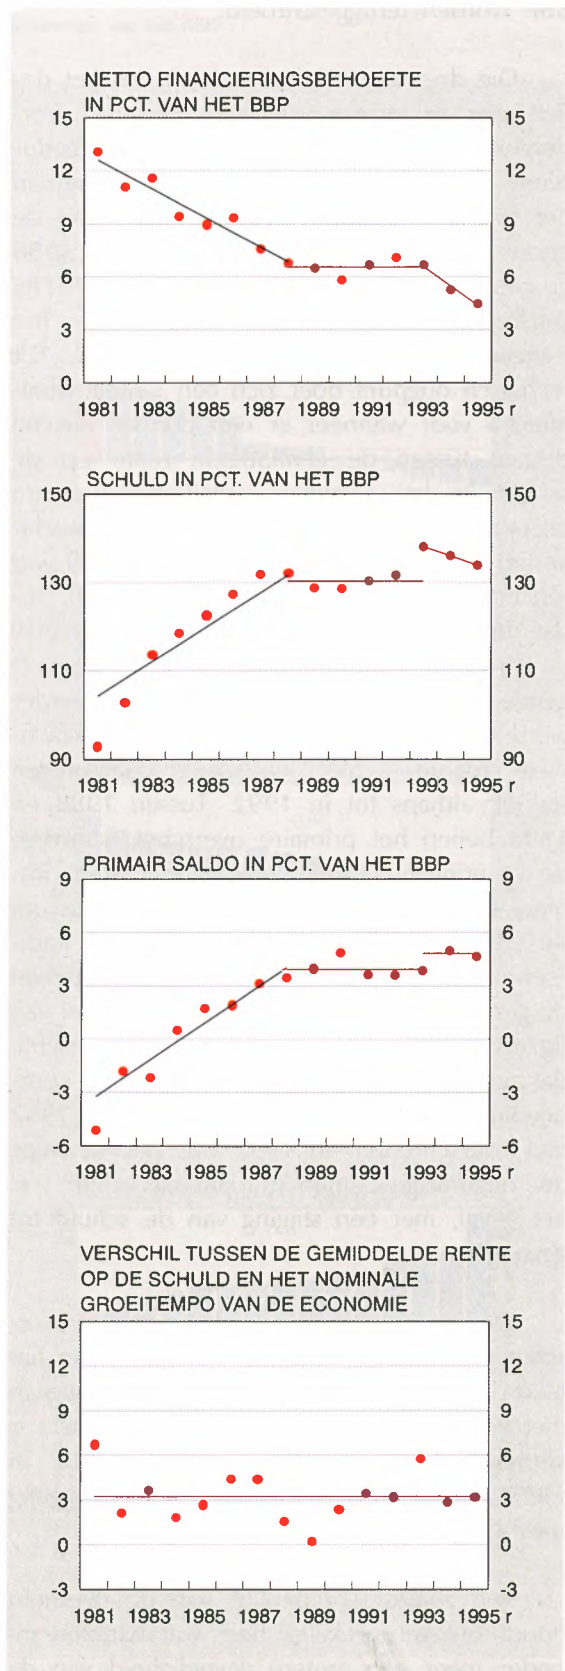 NETTO FINANCIERINGSBEHOEFTE
IN PCT. VAN HET BBP
15 15
12 12
9 9
6 6
3 3
0 0
1981 1983 1985 1987 1989 1991 1993 1995 r
SCHULD IN PCT. VAN HET BBP
150 150
130 130
110 110
90 90
1981 1983 1985 1987 1989 1991 1993 1995 r
PRIMAIR SALDO IN PCT. VAN HET BBP
9 9
6 6
3 3
0 0
-3 -3
-6 -6
1981 1983 1985 1987 1989 1991 1993 1995 r
VERSCHIL TUSSEN DE GEMIDDELDE RENTE
OP DE SCHULD EN HET NOMINALE
GROEITEMPO VAN DE ECONOMIE
15 15
12 12
9 9
6 6
3 3
0 0
-3 -3
1981 1983 1985 1987 1989 1991 1993 1995 r